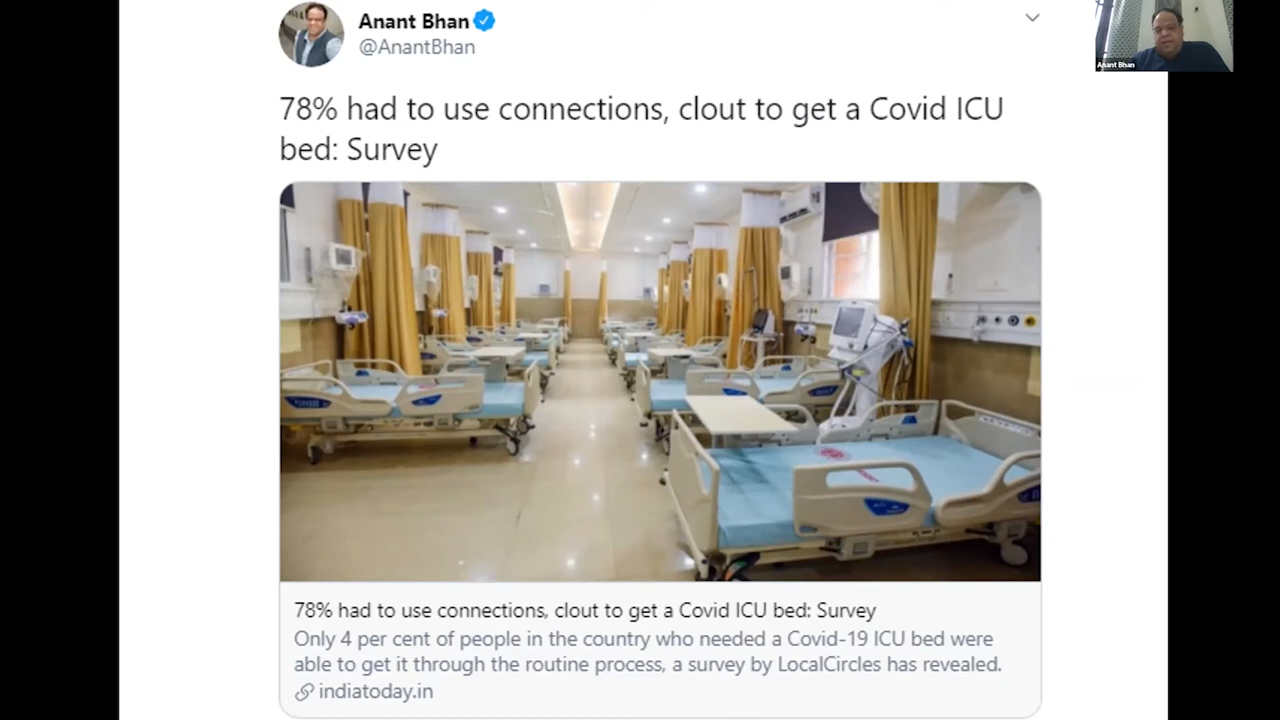 Anant Bhan
@AnantBhan
Anant Bhan
78% had to use connections, clout to get a Covid ICU
bed: Survey
78% had to use connections, clout to get a Covid ICU bed: Survey
Only 4 per cent of people in the country who needed a Covid-19 ICU bed were
able to get it through the routine process, a survey by LocalCircles has revealed.
indiatoday.in